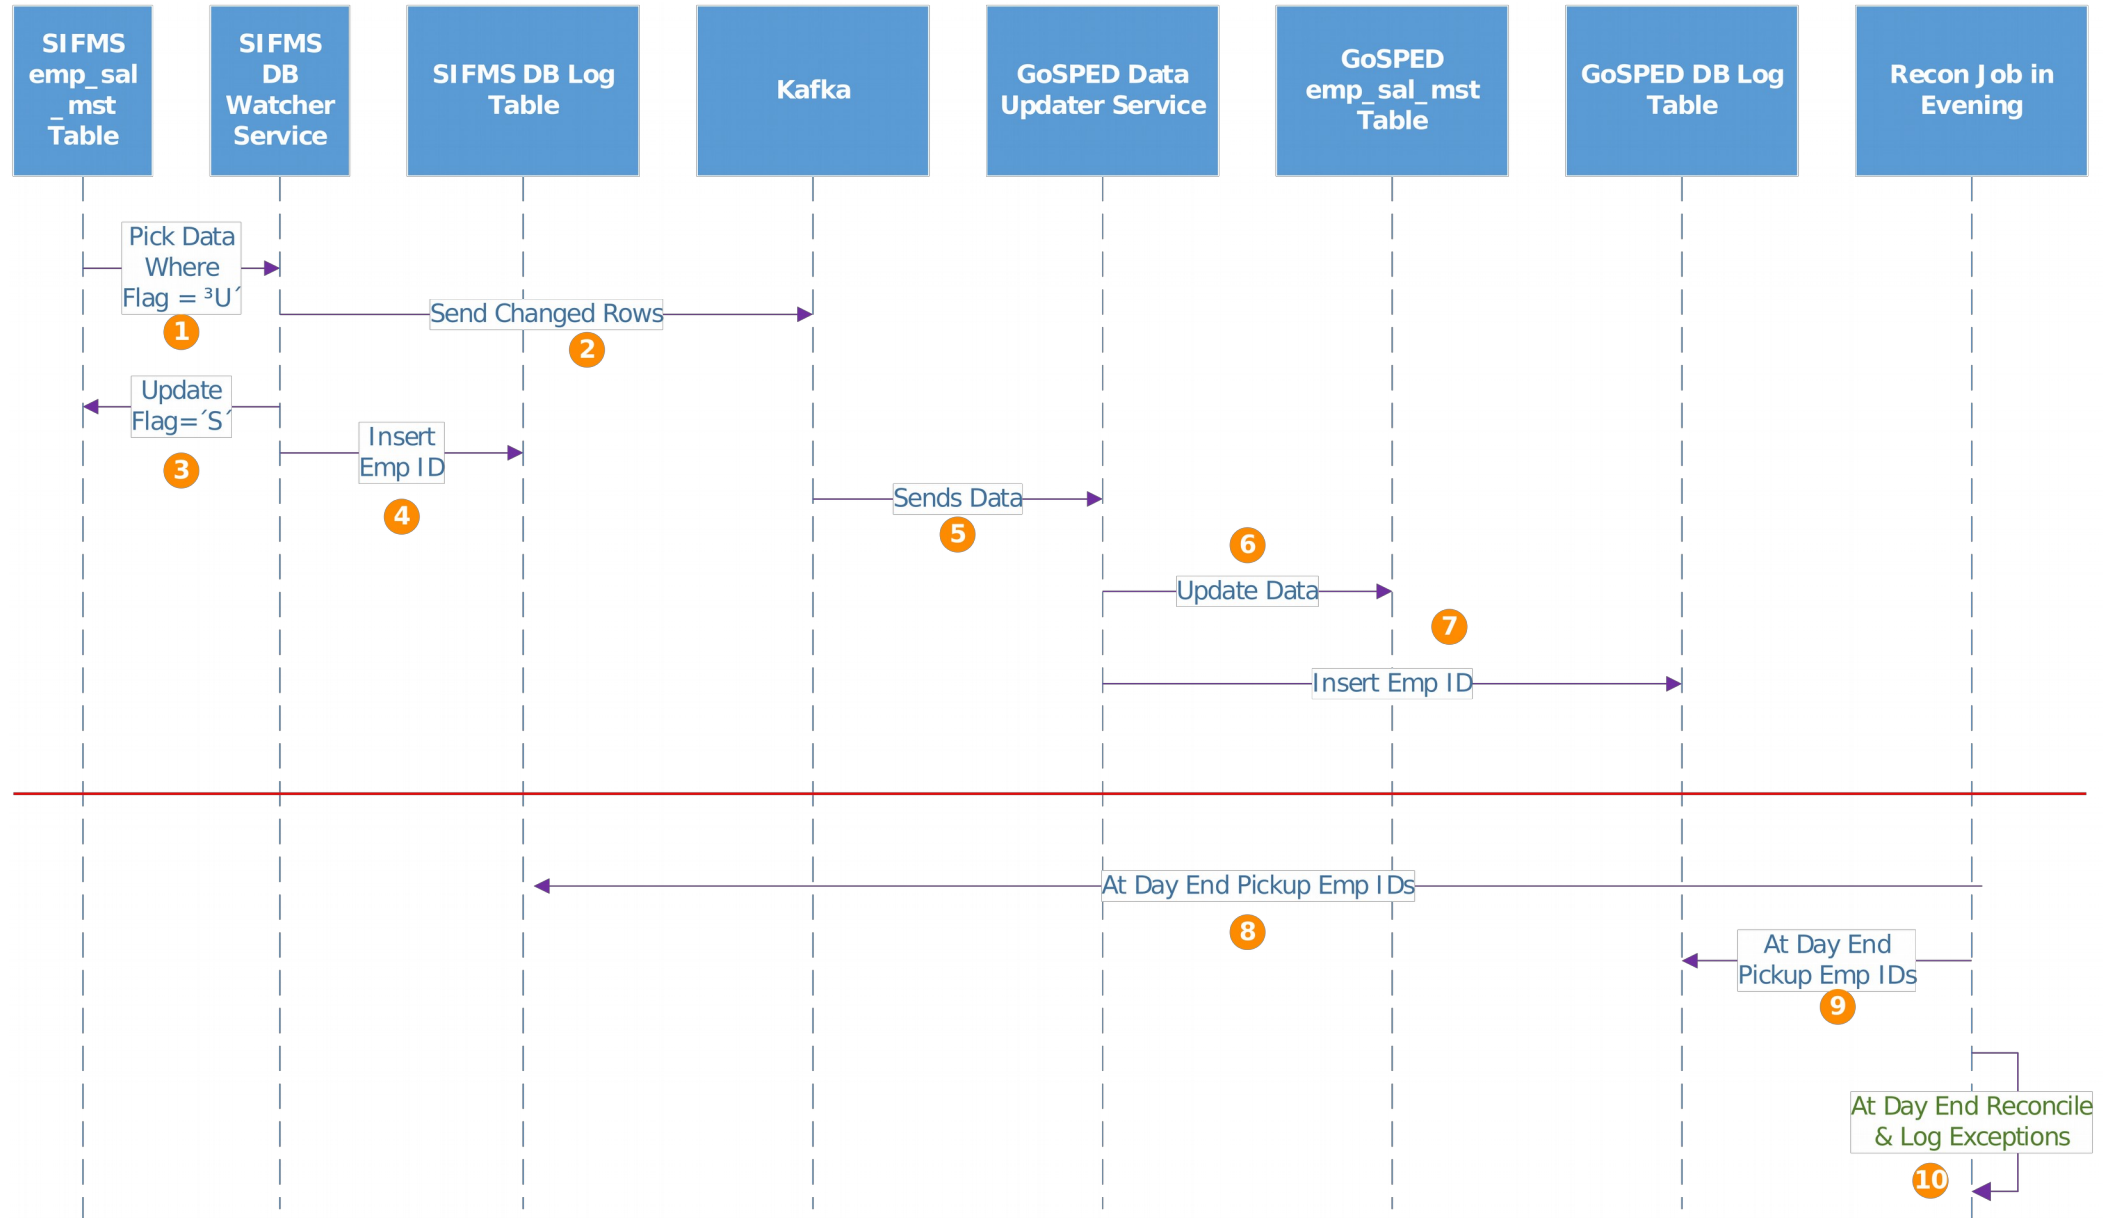 SIFMS
emp_sal
_mst
Table
SIFMS
DB
Watcher
Service
SIFMS DB Log
Table
Kafka
GoSPED Data
Updater Service
GoSPED
emp_sal_mst
Table
GoSPED DB Log
Table
Recon Job in
Evening
Pick Data
Where
Flag = ³U´
1
Send Changed Rows
2
Update
Flag=´S´
3
Insert
Emp ID
4
Sends Data
5
6
Update Data
7
Insert Emp ID
At Day End Pickup Emp IDs
8
At Day End
Pickup Emp IDs
9
At Day End Reconcile
& Log Exceptions
10